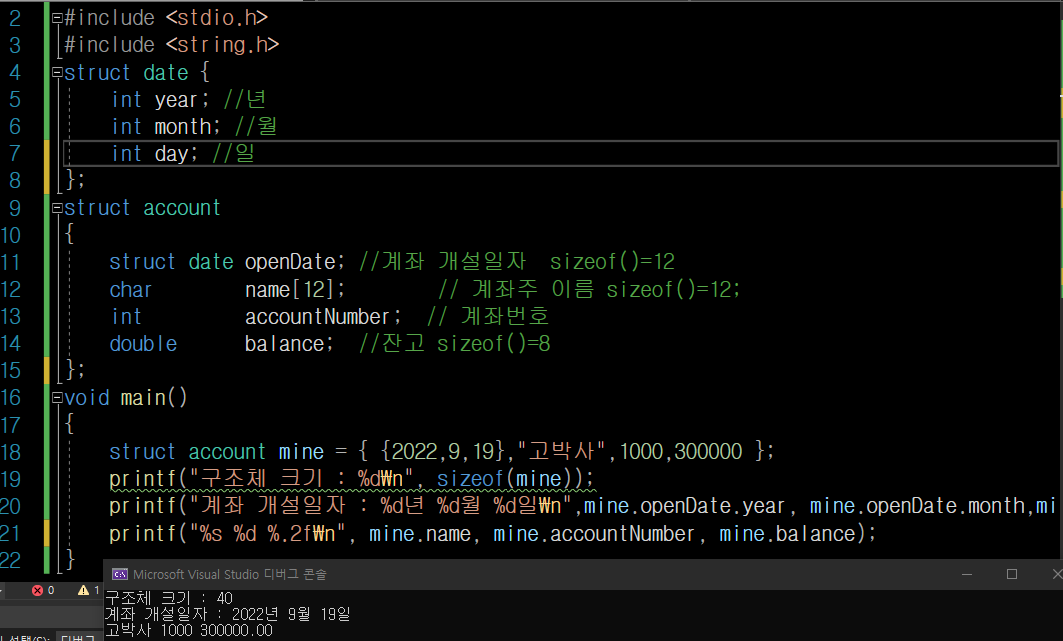 2 #include <stdio.h>
3 #include <string.h>
4 struct date {
5 int year; //년
6 int month; //월
7 int day; //일
8 };
9 struct account
10 {
11 struct date openDate; //계좌 개설일자 sizeof()=12
12 char name[12]; // 계좌주 이름 sizeof()=12;
13 int accountNumber; // 계좌번호
14 double balance; //잔고 sizeof()=8
15 };
16 void main()
17 {
18 struct account mine = { {2022,9,19},"고박사",1000,300000 };
19 printf("구조체 크기 : %d₩n", sizeof(mine));
20 printf("계좌 개설일자 : %d년 %d월 %d일₩n",mine.openDate.year, mine.openDate.month,mi
21 printf("%s %d %.2f₩n", mine.name, mine.accountNumber, mine.balance);
22 }
0 1
Microsoft Visual Studio 디버그 콘솔
구조체 크기 : 40
계좌 개설일자 : 2022년 9월 19일
고박사 1000 300000.00